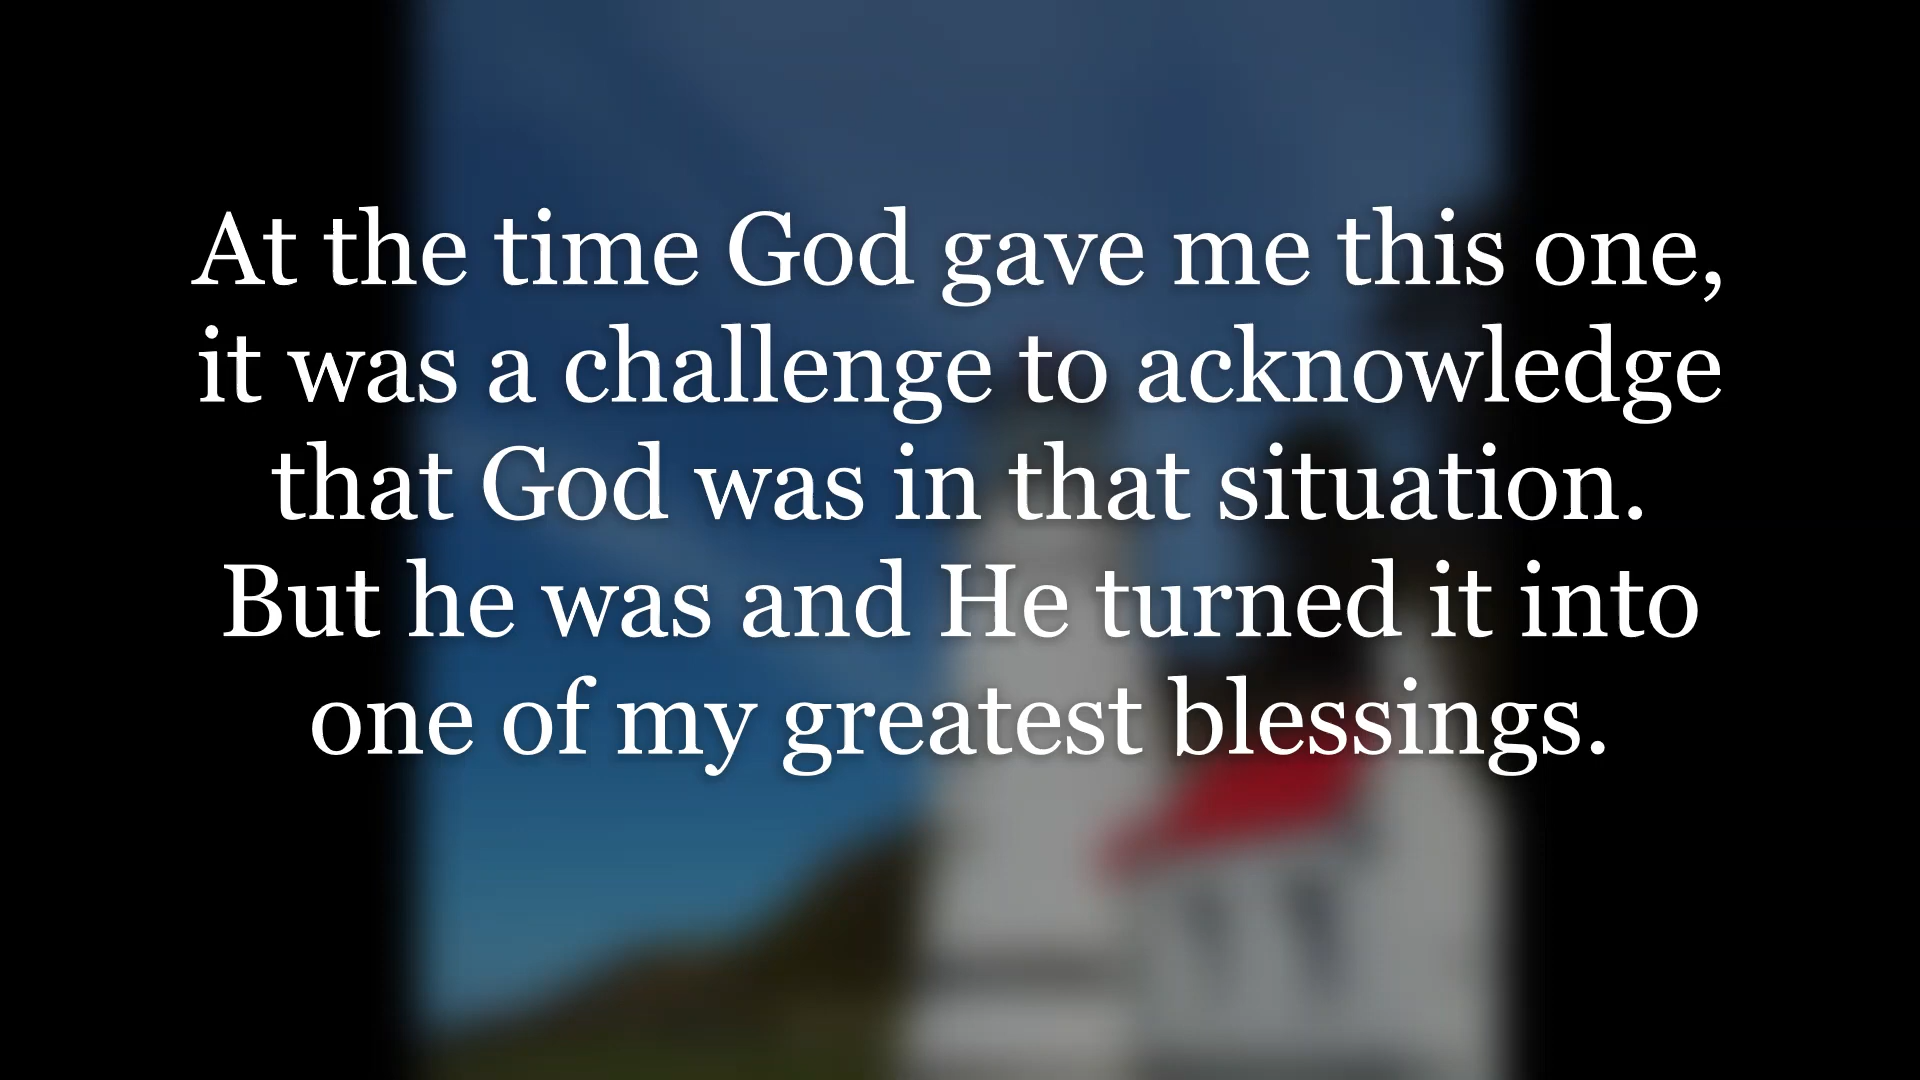 At the time God gave me this one,
it was a challenge to acknowledge
that God was in that situation.
But he was and He turned it into
one of my greatest blessings.